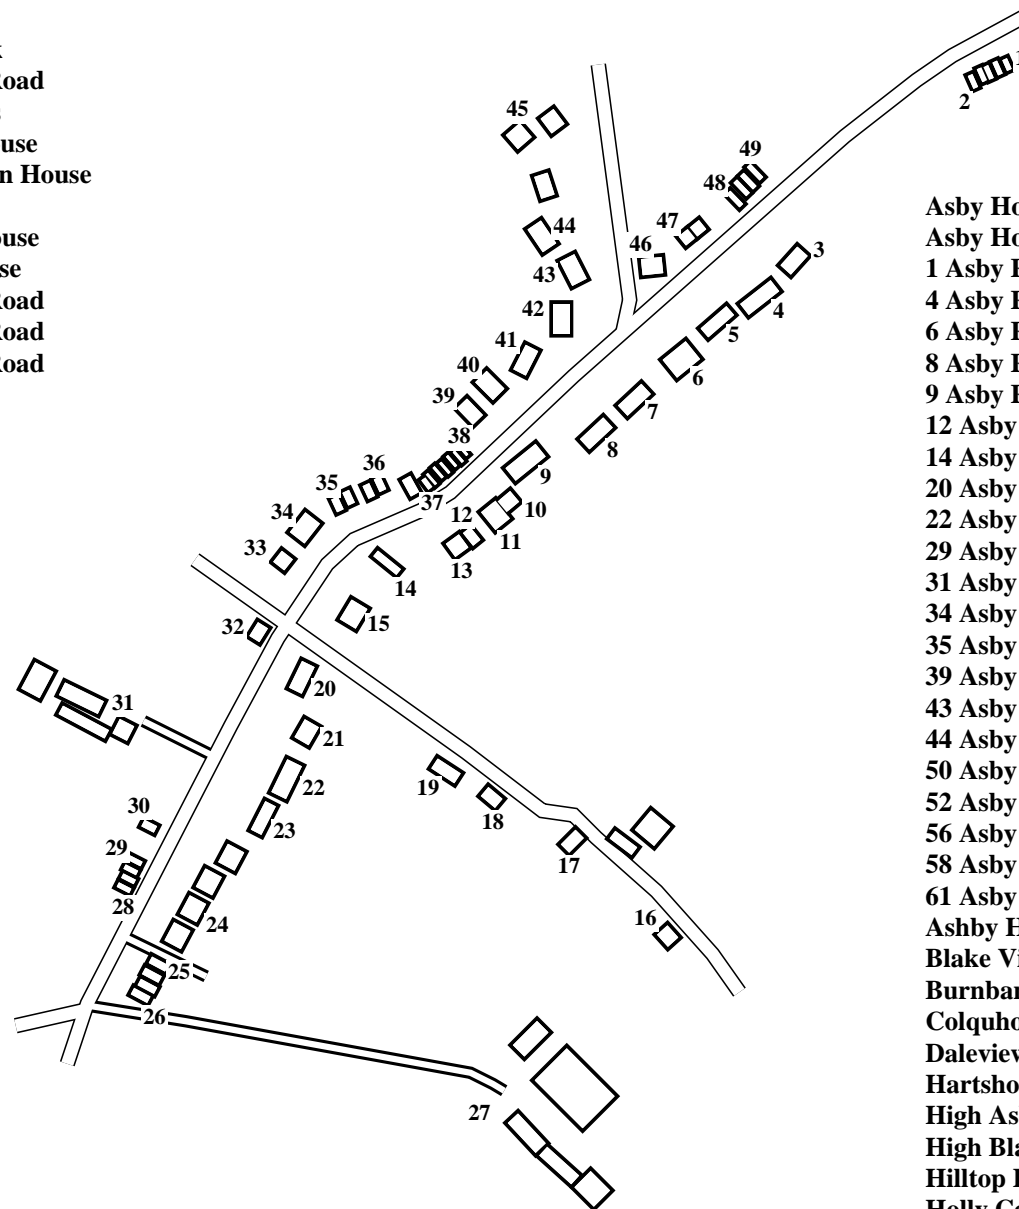 Road
use
n House
ouse
se
Road
Road
Road
45
49
48
47
46
44
43
42
41
40
39
38
37
36
35
34
33
32
31
30
29
28
2
3
4
5
6
7
8
9
10
11
12
13
14
15
20
21
22
23
24
25
26
19
18
17
16
27
Asby Ho
Asby Ho
1 Asby
4 Asby
6 Asby
8 Asby
9 Asby
12 Asby
14 Asby
20 Asby
22 Asby
29 Asby
31 Asby
34 Asby
35 Asby
39 Asby
43 Asby
44 Asby
50 Asby
52 Asby
56 Asby
58 Asby
61 Asby
Ashby H
Blake Vi
Burnban
Colquho
Daleview
Hartsho
High As
High Bla
Hilltop
Holly Co